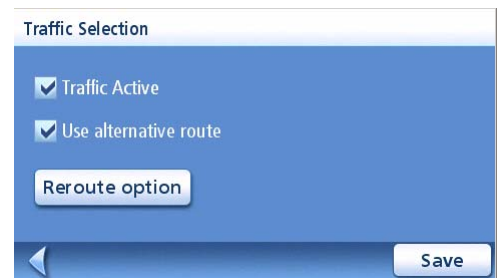 Traffic Selection
Traffic Active
Use alternative route
Reroute option
Save